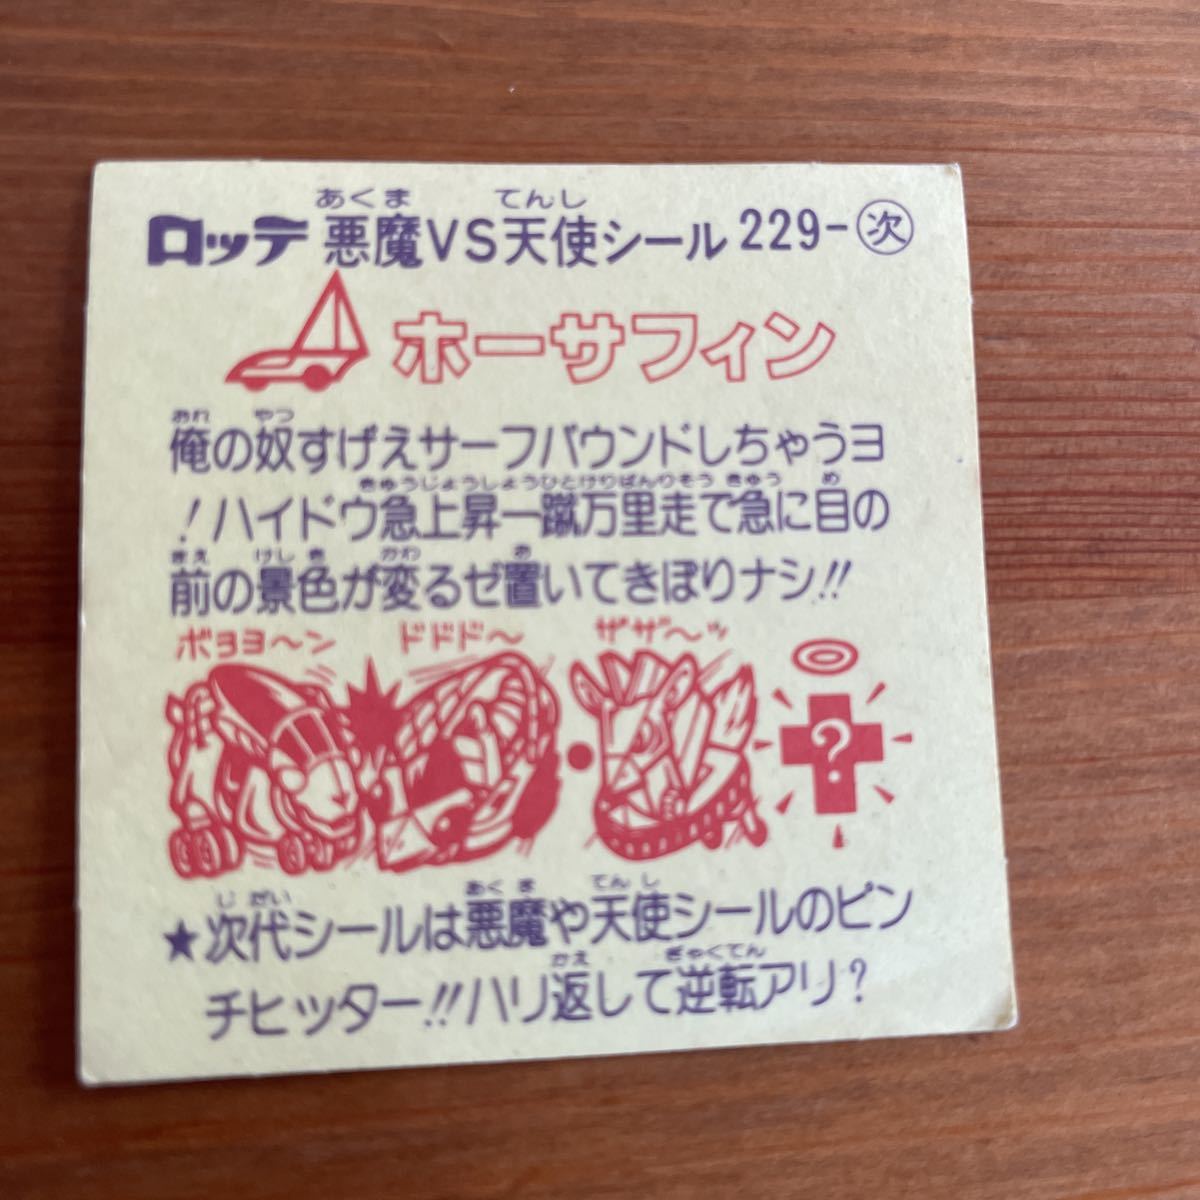 あくま てんし
ロッテ 悪魔VS天使シール 229-次
ホーサフィン
おれ やつ
俺の奴すげえサーフバウンドしちゃうヨ
きゅうじょうしょうひとけりばんりそう きゅう め
!ハイドウ急上昇一蹴万里走で急に目の
まえ けしき かわ お
前の景色が変るゼ置いてきぼりナシ!!
ボヨヨ〜ン ドドド〜 ザザ〜ッ
?
じだい あくま てんし
★次代シールは悪魔や天使シールのピン
かえ ぎゃくてん
チヒッター!!ハリ返して逆転アリ?